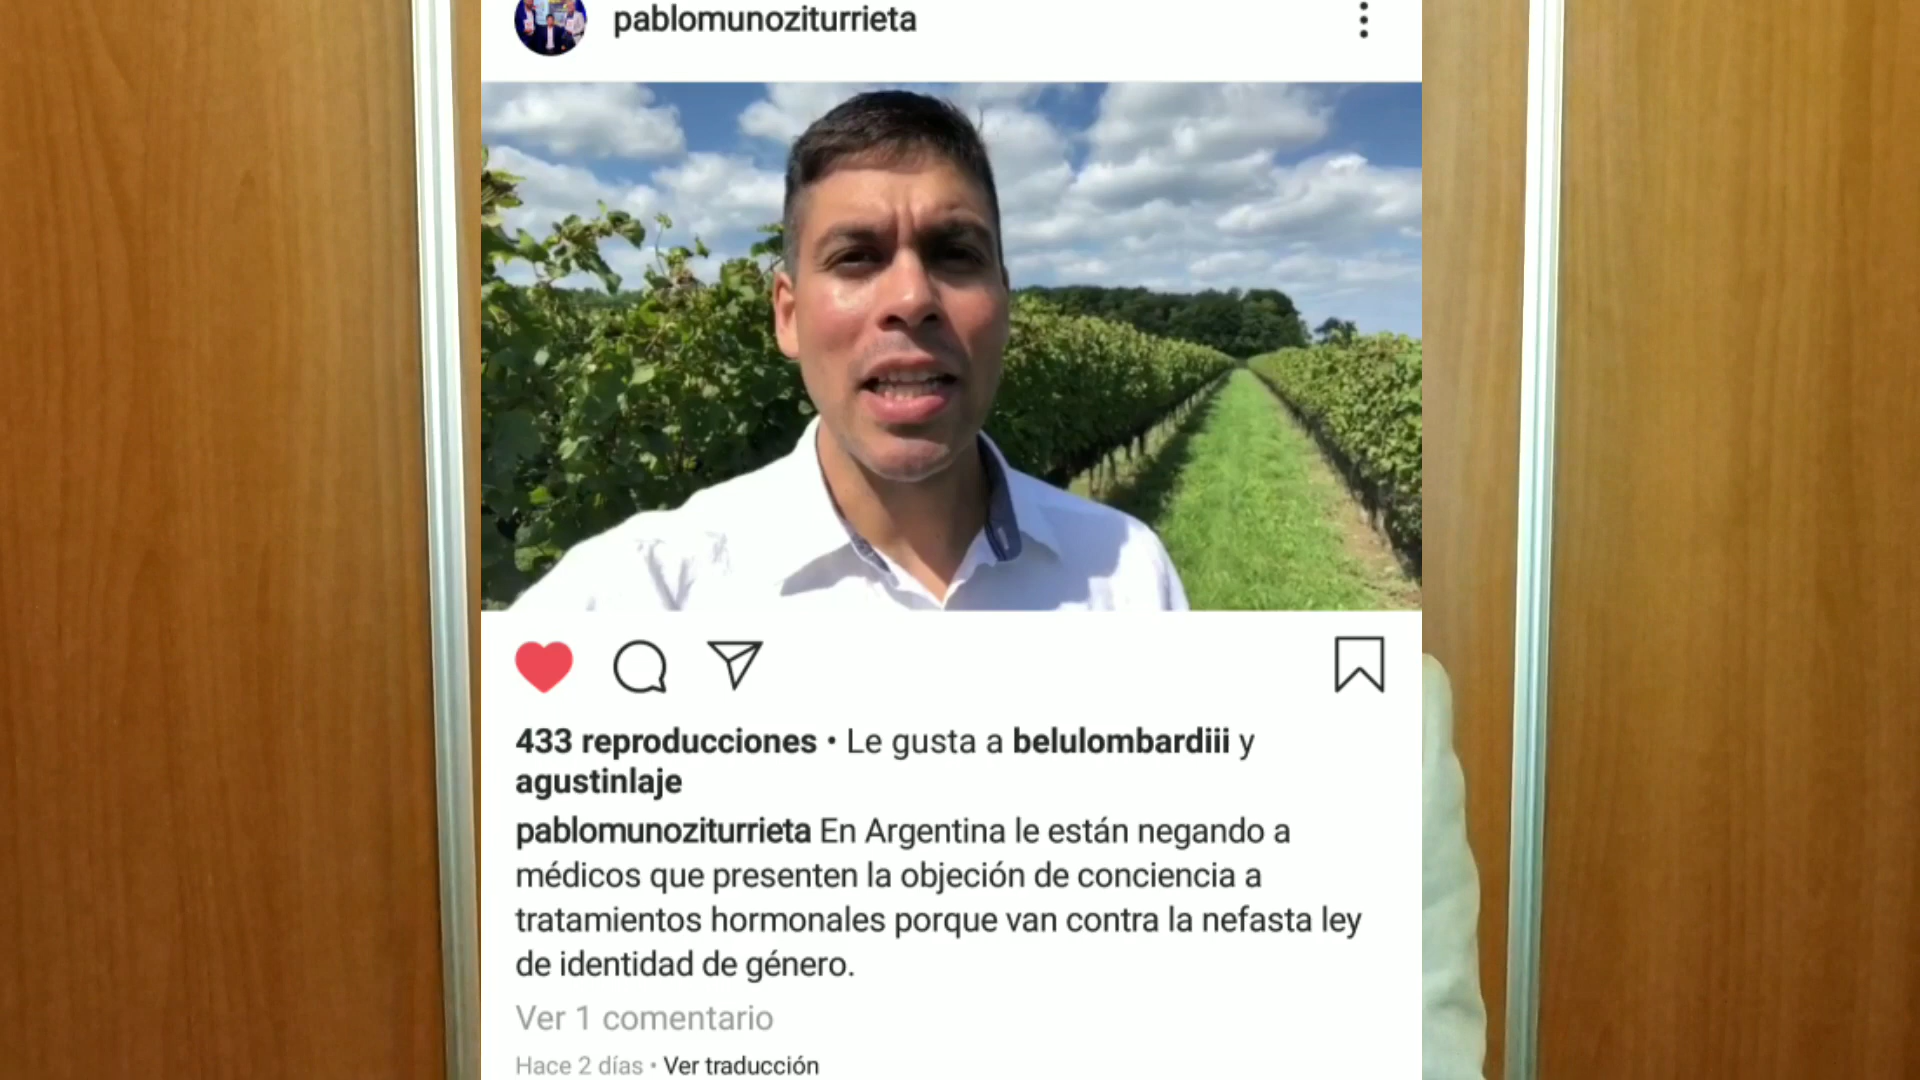 pablomunoziturrieta
433 reproducciones • Le gusta a belulombardiii y
agustinlaje
pablomunoziturrieta En Argentina le están negando a
médicos que presenten la objeción de conciencia a
tratamientos hormonales porque van contra la nefasta ley
de identidad de género.
Ver 1 comentario
Hace 2 días • Ver traducción